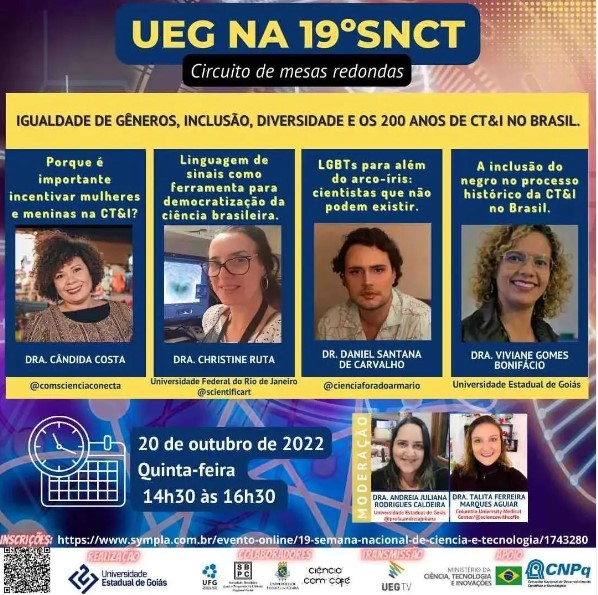 UEG NA 19ºSNCT
Circuito de mesas redondas
IGUALDADE DE GÊNEROS, INCLUSÃO, DIVERSIDADE E OS 200 ANOS DE CT&I NO BRASIL.
Porque é
importante
incentivar mulheres
e meninas na CT&I?
DRA. CÂNDIDA COSTA
@comscienciaconecta
Linguagem de
sinais como
ferramenta para
democratização da
ciência brasileira.
DRA. CHRISTINE RUTA
Universidade Federal do Rio de Janeiro
@scientificart
LGBTs para além
do arco-íris:
cientistas que não
podem existir.
DR. DANIEL SANTANA
DE CARVALHO
@cienciaforadoarmario
A inclusão do
negro no processo
histórico da CT&I
no Brasil.
DRA. VIVIANE GOMES
BONIFÁCIO
Universidade Estadual de Goiás
20 de outubro de 2022
Quinta-feira
14h30 às 16h30
MODERAÇÃO
DRA. ANDREIA JULIANA
RODRIGUES CALDEIRA
Universidade Estadual de Goiás
DRA. TALITA FERREIRA
MARQUES AGUIAR
Columbia University Medical
INSCRIÇÕES: https://www.sympla.com.br/evento-online/19-semana-nacional-de-ciencia-e-tecnologia/1743280
REALIZAÇÃO
Universidade
Estadual de Goiás
COLABORADORES
UFG
SBPC
ciência
com café
TRANSMISSÃO
UEGTV
APOIO
MINISTÉRIO DA
CIÊNCIA, TECNOLOGIA
E INOVAÇÕES
CNPq